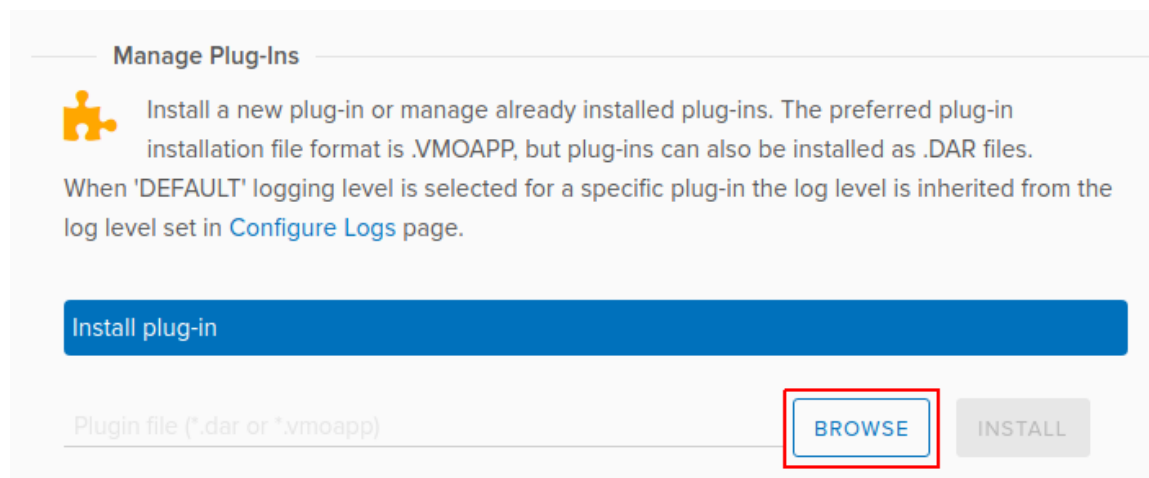 Manage Plug-Ins
Install a new plug-in or manage already installed plug-ins. The preferred plug-in
installation file format is .VMOAPP, but plug-ins can also be installed as .DAR files.
When 'DEFAULT' logging level is selected for a specific plug-in the log level is inherited from the
log level set in Configure Logs page.
Install plug-in
Plugin file (*.dar or *.vmoapp) BROWSE INSTALL